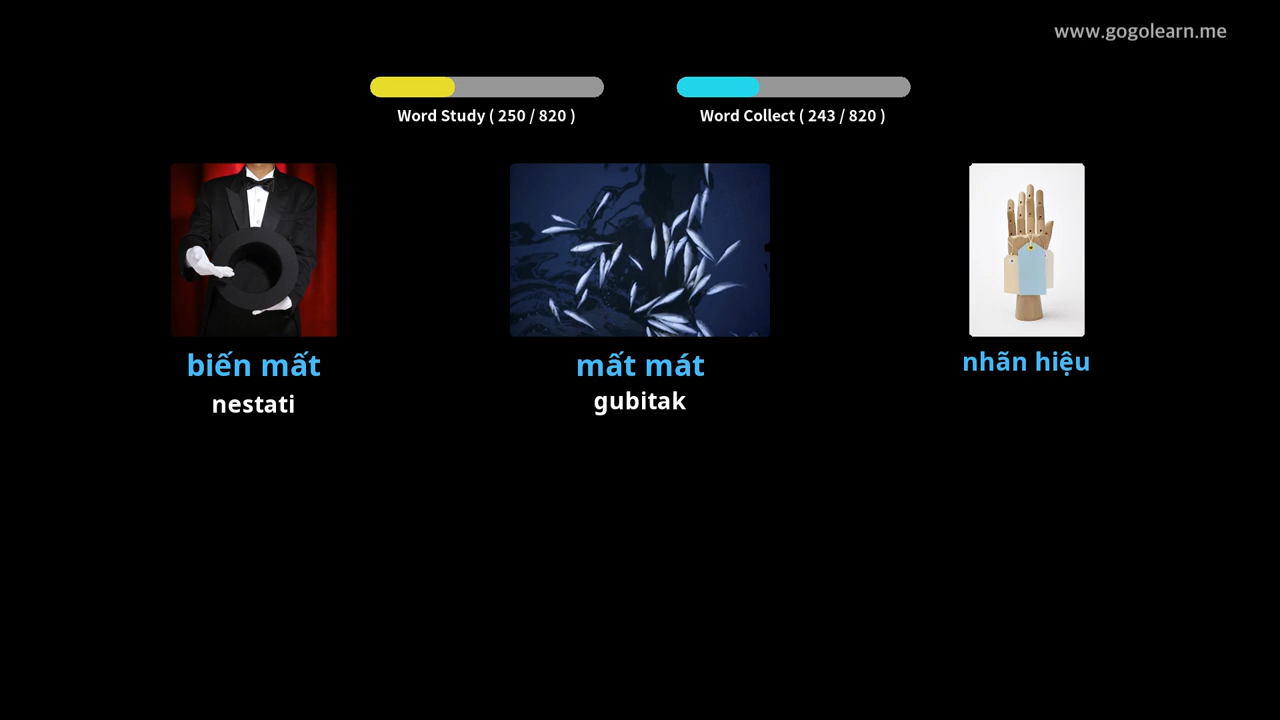 www.gogolearn.me
Word Study ( 250 / 820 )
Word Collect ( 243 / 820 )
biến mất
nestati
mất mát
gubitak
nhãn hiệu